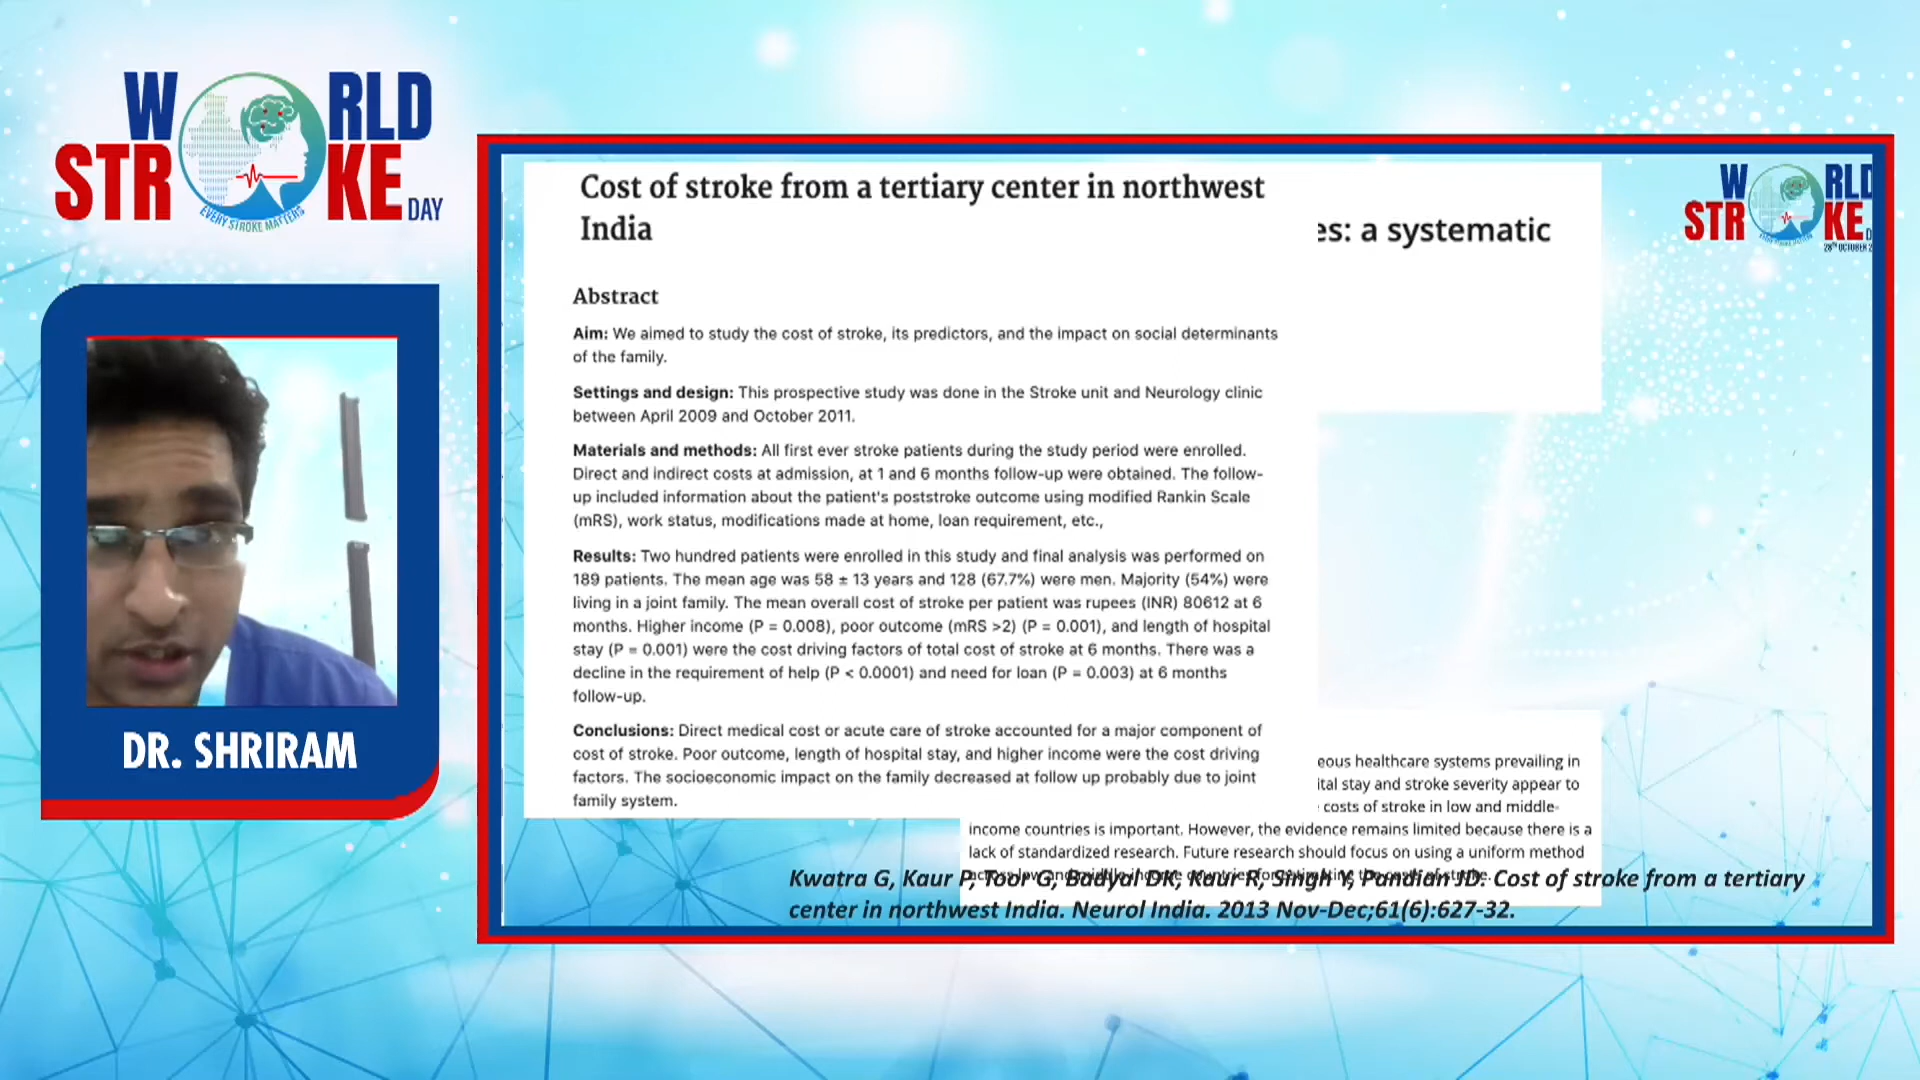 WORLD
STROKE DAY
EVERY STROKE MATTERS
DR. SHRIRAM
WORLD
STROKE
Cost of stroke from a tertiary center in northwest
India
es: a systematic
Abstract
Aim: We aimed to study the cost of stroke, its predictors, and the impact on social determinants
of the family.
Settings and design: This prospective study was done in the Stroke unit and Neurology clinic
between April 2009 and October 2011.
Materials and methods: All first ever stroke patients during the study period were enrolled.
Direct and indirect costs at admission, at 1 and 6 months follow-up were obtained. The follow-
up included information about the patient's poststroke outcome using modified Rankin Scale
(mRS), work status, modifications made at home, loan requirement, etc.,
Results: Two hundred patients were enrolled in this study and final analysis was performed on
189 patients. The mean age was 58 ± 13 years and 128 (67.7%) were men. Majority (54%) were
living in a joint family. The mean overall cost of stroke per patient was rupees (INR) 80612 at 6
months. Higher income (P = 0.008), poor outcome (mRS >2) (P = 0.001), and length of hospital
stay (P = 0.001) were the cost driving factors of total cost of stroke at 6 months. There was a
decline in the requirement of help (P < 0.0001) and need for loan (P = 0.003) at 6 months
follow-up.
Conclusions: Direct medical cost or acute care of stroke accounted for a major component of
cost of stroke. Poor outcome, length of hospital stay, and higher income were the cost driving
factors. The socioeconomic impact on the family decreased at follow up probably due to joint
family system.
eous healthcare systems prevailing in
ital stay and stroke severity appear to
costs of stroke in low and middle-
income countries is important. However, the evidence remains limited because there is a
lack of standardized research. Future research should focus on using a uniform method
Kwatra G, Kaur P, Toor G, Badyal DK, Kaur R, Singh Y, Pandian JD. Cost of stroke from a tertiary
center in northwest India. Neurol India. 2013 Nov-Dec;61(6):627-32.